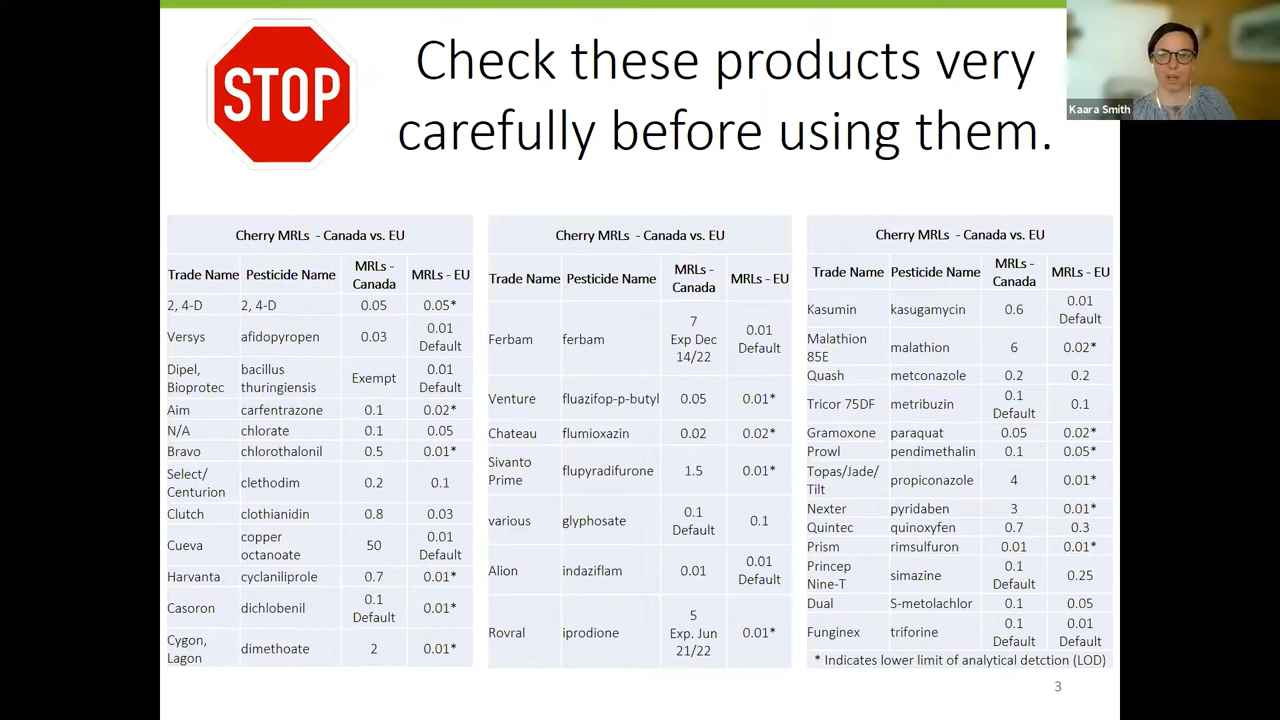 STOP
Check these products very
carefully before using them.
Kaara Smith
Cherry MRLs - Canada vs. EU
Trade Name Pesticide Name MRLs - Canada MRLs - EU
2, 4-D 2, 4-D 0.05 0.05*
Versys afidopyropen 0.03 0.01 Default
Dipel, Bioprotec bacillus thuringiensis Exempt 0.01 Default
Aim carfentrazone 0.1 0.02*
N/A chlorate 0.1 0.05
Bravo chlorothalonil 0.5 0.01*
Select/ Centurion clethodim 0.2 0.1
Clutch clothianidin 0.8 0.03
Cueva copper octanoate 50 0.01 Default
Harvanta cyclaniliprole 0.7 0.01*
Casoron dichlobenil 0.1 Default 0.01*
Cygon, Lagon dimethoate 2 0.01*
Cherry MRLs - Canada vs. EU
Trade Name Pesticide Name MRLs - Canada MRLs - EU
Ferbam ferbam 7 Exp Dec 14/22 0.01 Default
Venture fluazifop-p-butyl 0.05 0.01*
Chateau flumioxazin 0.02 0.02*
Sivanto Prime flupyradifurone 1.5 0.01*
various glyphosate 0.1 Default 0.1
Alion indaziflam 0.01 0.01 Default
Rovral iprodione 5 Exp. Jun 21/22 0.01*
Cherry MRLs - Canada vs. EU
Trade Name Pesticide Name MRLs - Canada MRLs - EU
Kasumin kasugamycin 0.6 0.01 Default
Malathion 85E malathion 6 0.02*
Quash metconazole 0.2 0.2
Tricor 75DF metribuzin 0.1 Default 0.1
Gramoxone paraquat 0.05 0.02*
Prowl pendimethalin 0.1 0.05*
Topas/Jade/ Tilt propiconazole 4 0.01*
Nexter pyridaben 3 0.01*
Quintec quinoxyfen 0.7 0.3
Prism rimsulfuron 0.01 0.01*
Princep Nine-T simazine 0.1 Default 0.25
Dual S-metolachlor 0.1 0.05
Funginex triforine 0.1 Default 0.01 Default
* Indicates lower limit of analytical detction (LOD)
3